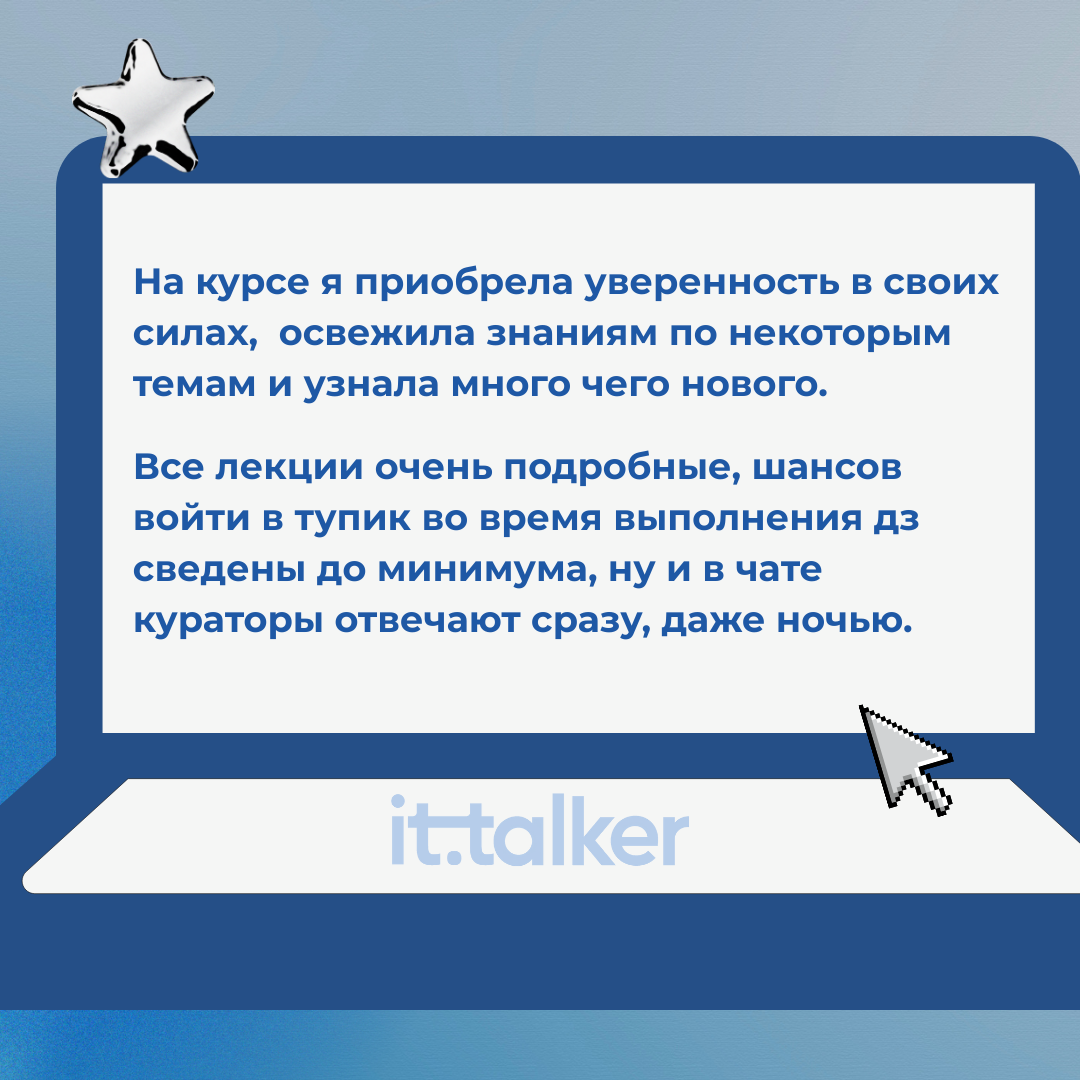 На курсе я приобрела уверенность в своих
силах,  освежила знаниям по некоторым
темам и узнала много чего нового.
Все лекции очень подробные, шансов
войти в тупик во время выполнения дз
сведены до минимума, ну и в чате
кураторы отвечают сразу, даже ночью.
it.talker